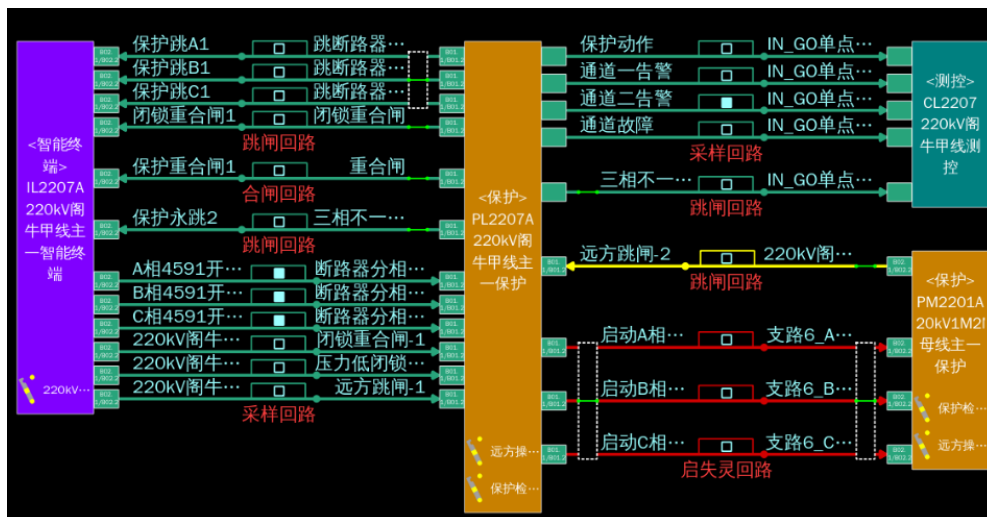 <智能终
端>
IL2207A
220kV阁
牛甲线主
一智能终
端
220kV…
保护跳A1
跳断路器…
保护跳B1
跳断路器…
保护跳C1
跳断路器…
闭锁重合闸1
闭锁重合闸
跳闸回路
保护重合闸1
重合闸
合闸回路
保护永跳2
三相不一…
跳闸回路
A相4591开…
断路器分相…
B相4591开…
断路器分相…
C相4591开…
断路器分相…
220kV阁牛…
闭锁重合闸-1
220kV阁牛…
压力低闭锁…
220kV阁牛…
远方跳闸-1
采样回路
<保护>
PL2207A
220kV阁
牛甲线主
一保护
远方操…
保护检…
保护动作
IN_GO单点…
通道一告警
IN_GO单点…
通道二告警
IN_GO单点…
通道故障
IN_GO单点…
采样回路
三相不一…
IN_GO单点…
跳闸回路
远方跳闸-2
220kV阁…
跳闸回路
启动A相…
支路6_A…
启动B相…
支路6_B…
启动C相…
支路6_C…
启失灵回路
<测控>
CL2207
220kV阁
牛甲线测
控
<保护>
PM2201A
20kV1M2M
母线主一
保护
保护检…
远方操…